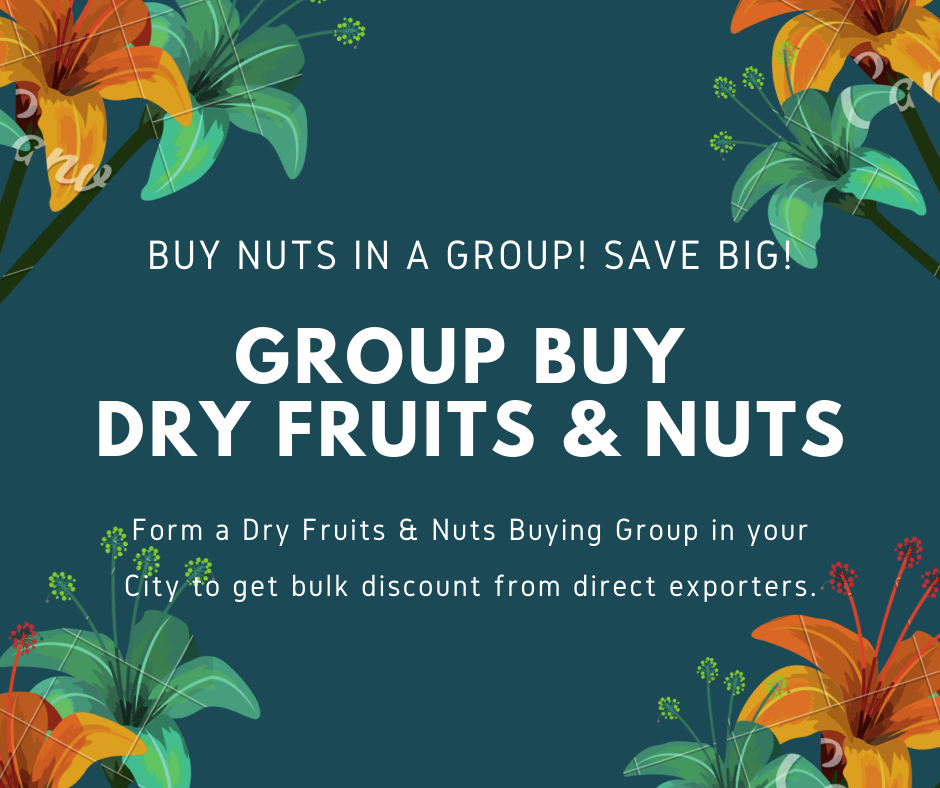 BUY NUTS IN A GROUP! SAVE BIG!
GROUP BUY
DRY FRUITS & NUTS
Form a Dry Fruits & Nuts Buying Group in your
City to get bulk discount from direct exporters.